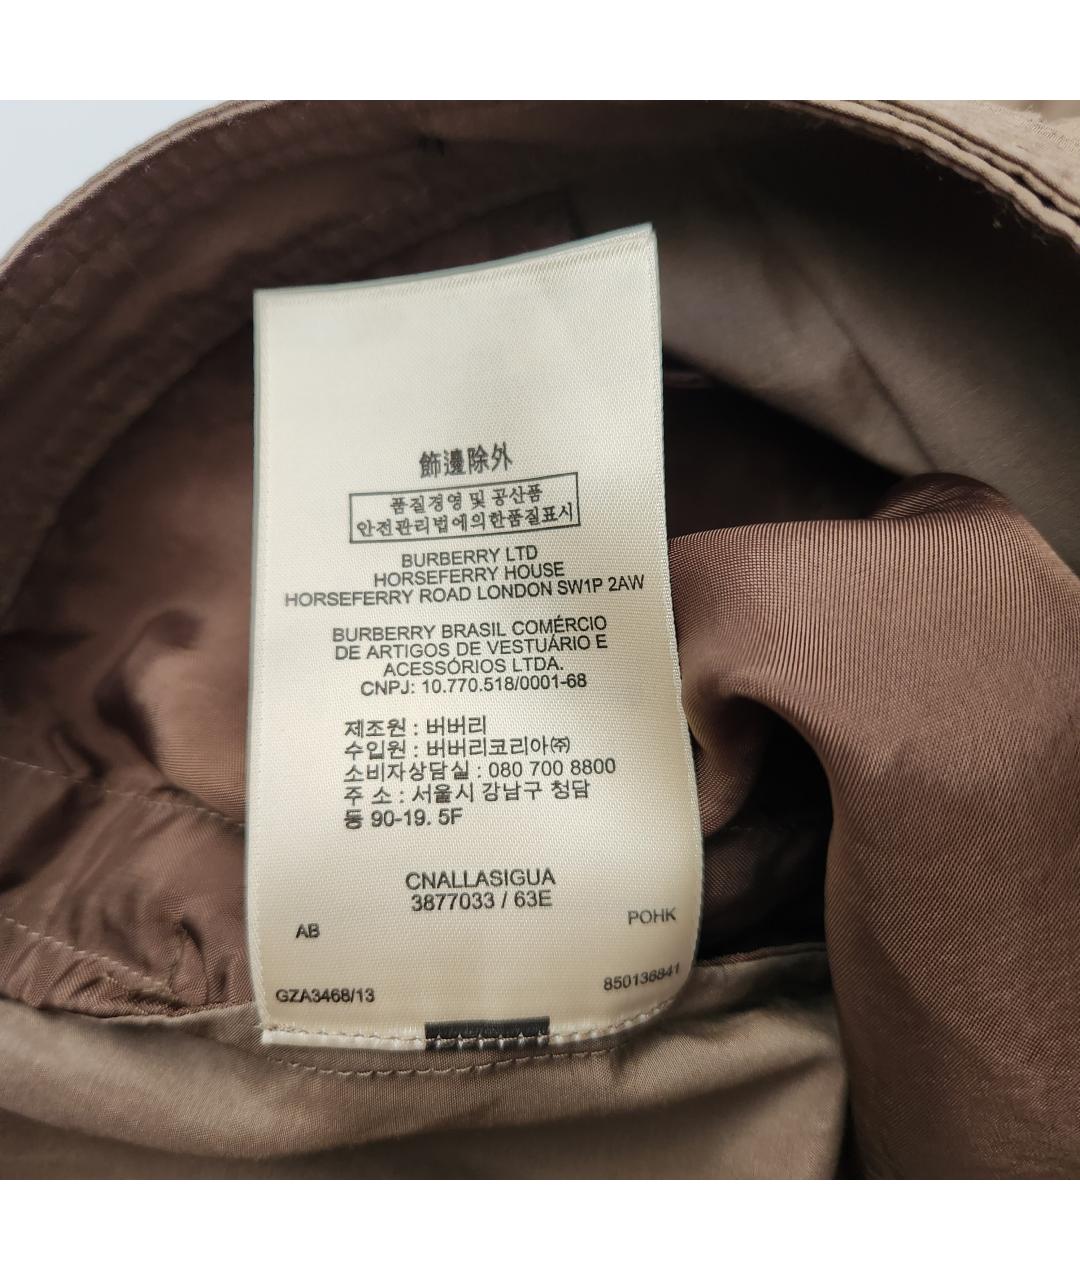 飾邊除外
품질경영 및 공산품
안전관리법에의한품질표시
BURBERRY LTD
HORSEFERRY HOUSE
HORSEFERRY ROAD LONDON SW1P 2AW
BURBERRY BRASIL COMÉRCIO
DE ARTIGOS DE VESTUÁRIO E
ACESSÓRIOS LTDA.
CNPJ: 10.770.518/0001-68
제조원 : 버버리
수입원 : 버버리코리아㈜
소비자상담실 : 080 700 8800
주 소 : 서울시 강남구 청담
동 90-19. 5F
CNALLASIGUA
3877033 / 63E
AB
POHK
GZA3468/13
850136841